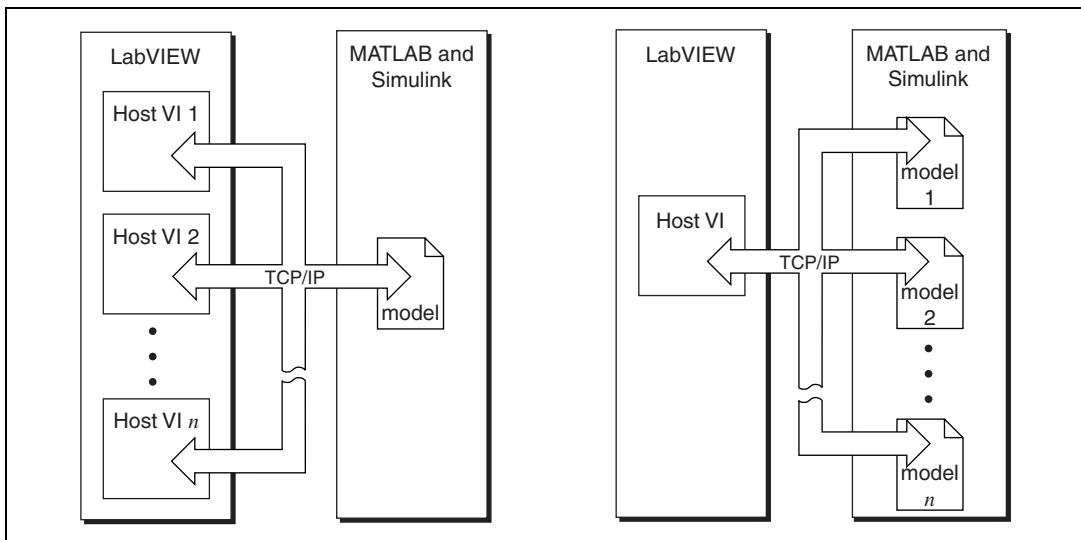 LabVIEW
Host VI 1
Host VI 2
Host VI n
TCP/IP
MATLAB and
Simulink
model
LabVIEW
Host VI
TCP/IP
MATLAB and
Simulink
model
1
model
2
model
n